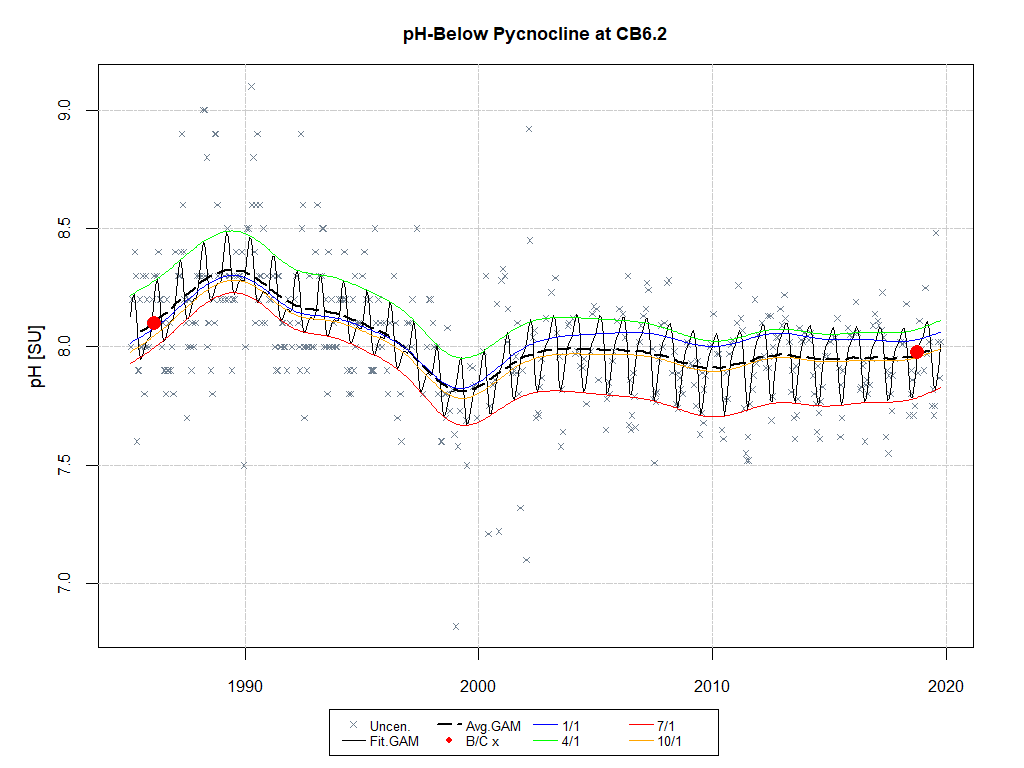 pH-Below Pycnocline at CB6.2
pH [SU]
9.0
8.5
8.0
7.5
7.0
1990 2000 2010 2020
Uncen. Avg.GAM 1/1 7/1
Fit.GAM B/C x 4/1 10/1